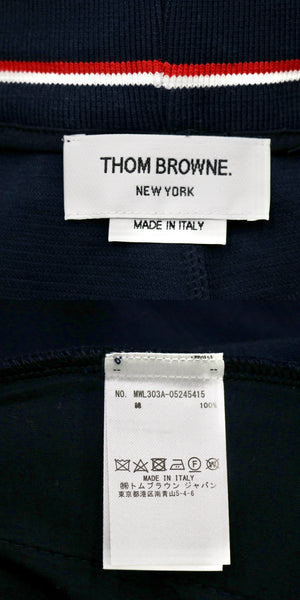 THOM BROWNE.
NEW YORK
MADE IN ITALY
NO. MWL303A-05245415
綿 100%
MADE IN ITALY
㈱トムブラウン ジャパン
東京都港区南青山5-4-6